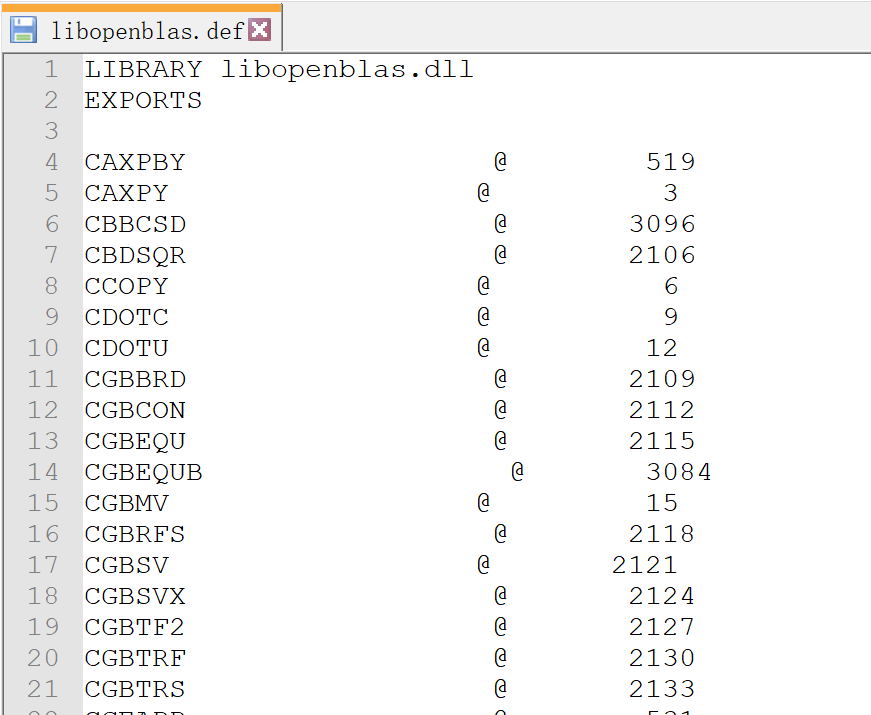 libopenblas.def
1 LIBRARY libopenblas.dll
2 EXPORTS
3
4 CAXPBY @ 519
5 CAXPY @ 3
6 CBBCSD @ 3096
7 CBDSQR @ 2106
8 CCOPY @ 6
9 CDOTC @ 9
10 CDOTU @ 12
11 CGBBRD @ 2109
12 CGBCON @ 2112
13 CGBEQU @ 2115
14 CGBEQUB @ 3084
15 CGBMV @ 15
16 CGBRFS @ 2118
17 CGBSV @ 2121
18 CGBSVX @ 2124
19 CGBTF2 @ 2127
20 CGBTRF @ 2130
21 CGBTRS @ 2133